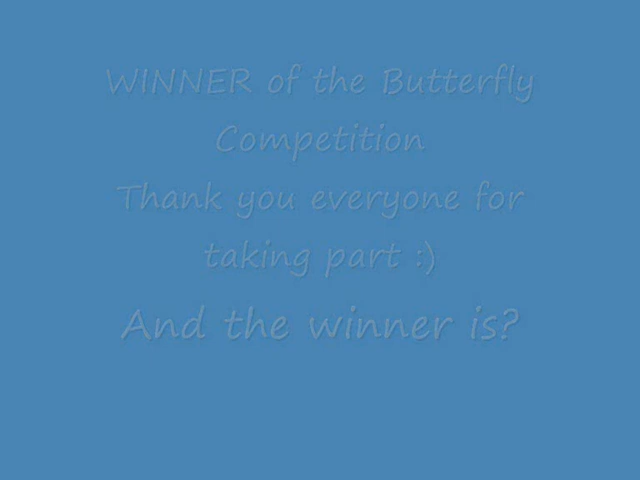 WINNER of the Butterfly
Competition
Thank you everyone for
taking part :)
And the winner is?